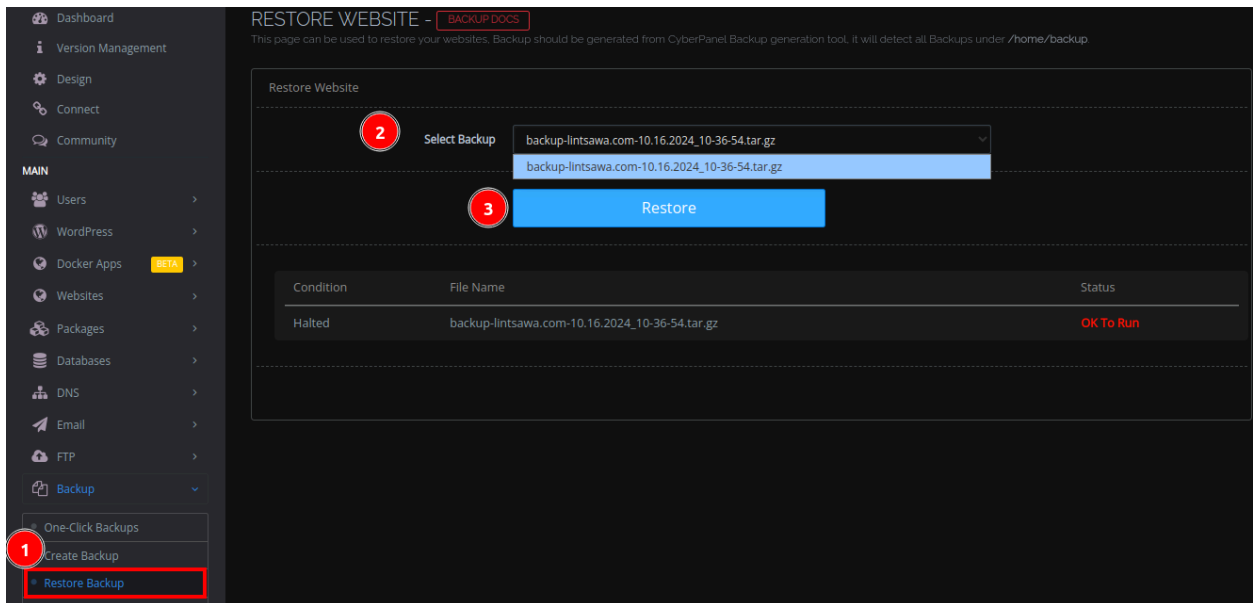 Dashboard
Version Management
Design
Connect
Community
MAIN
Users
WordPress
Docker Apps BETA
Websites
Packages
Databases
DNS
Email
FTP
Backup
One-Click Backups
1
Create Backup
Restore Backup
RESTORE WEBSITE - BACKUP DOCS
This page can be used to restore your websites, Backup should be generated from CyberPanel Backup generation tool, it will detect all Backups under /home/backup.
Restore Website
2
Select Backup backup-lintsawa.com-10.16.2024_10-36-54.tar.gz
backup-lintsawa.com-10.16.2024_10-36-54.tar.gz
3
Restore
Condition File Name Status
Halted backup-lintsawa.com-10.16.2024_10-36-54.tar.gz OK To Run